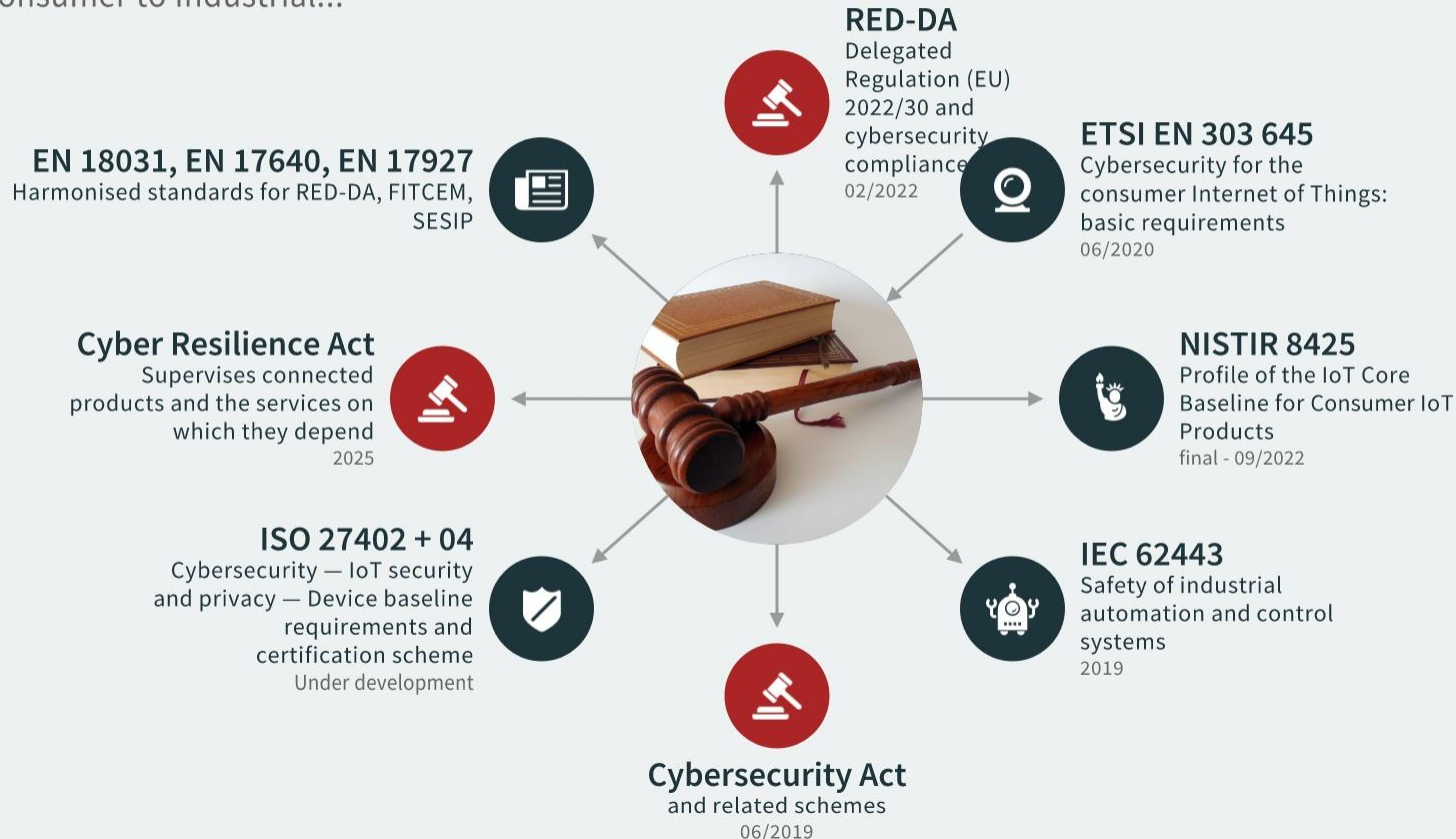 onsumer to industrial...
RED-DA
Delegated
Regulation (EU)
2022/30 and
cybersecurity
compliance
02/2022
ETSI EN 303 645
Cybersecurity for the
consumer Internet of Things:
basic requirements
06/2020
EN 18031, EN 17640, EN 17927
Harmonised standards for RED-DA, FITCEM,
SESIP
Cyber Resilience Act
Supervises connected
products and the services on
which they depend
2025
NISTIR 8425
Profile of the IoT Core
Baseline for Consumer IoT
Products
final - 09/2022
ISO 27402 + 04
Cybersecurity — IoT security
and privacy — Device baseline
requirements and
certification scheme
Under development
IEC 62443
Safety of industrial
automation and control
systems
2019
Cybersecurity Act
and related schemes
06/2019